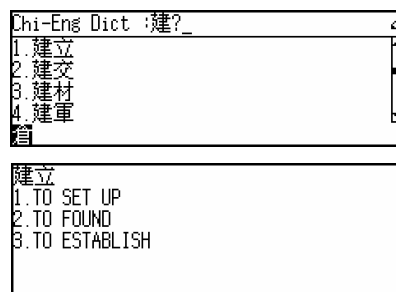 Chi-Eng Dict :建?_
1.建立
2.建交
3.建材
4.建軍
倉
建立
1.TO SET UP
2.TO FOUND
3.TO ESTABLISH